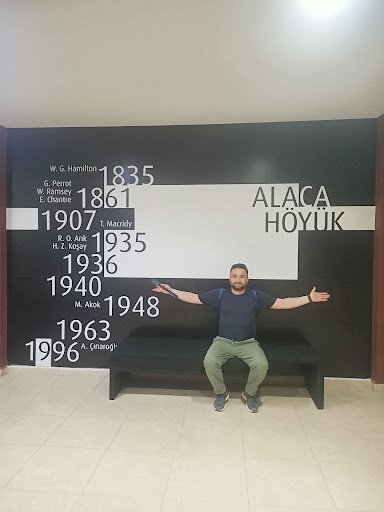 W. G. Hamilton 1835
G. Perrot
W. Ramsey
E. Chantre
1861
1907 T. Macridy
R. O. Arık
H. Z. Koşay
1935
1936
1940
M. Akok 1948
1963
1996 A. Çınaroğlu
ALACA
HÖYÜK